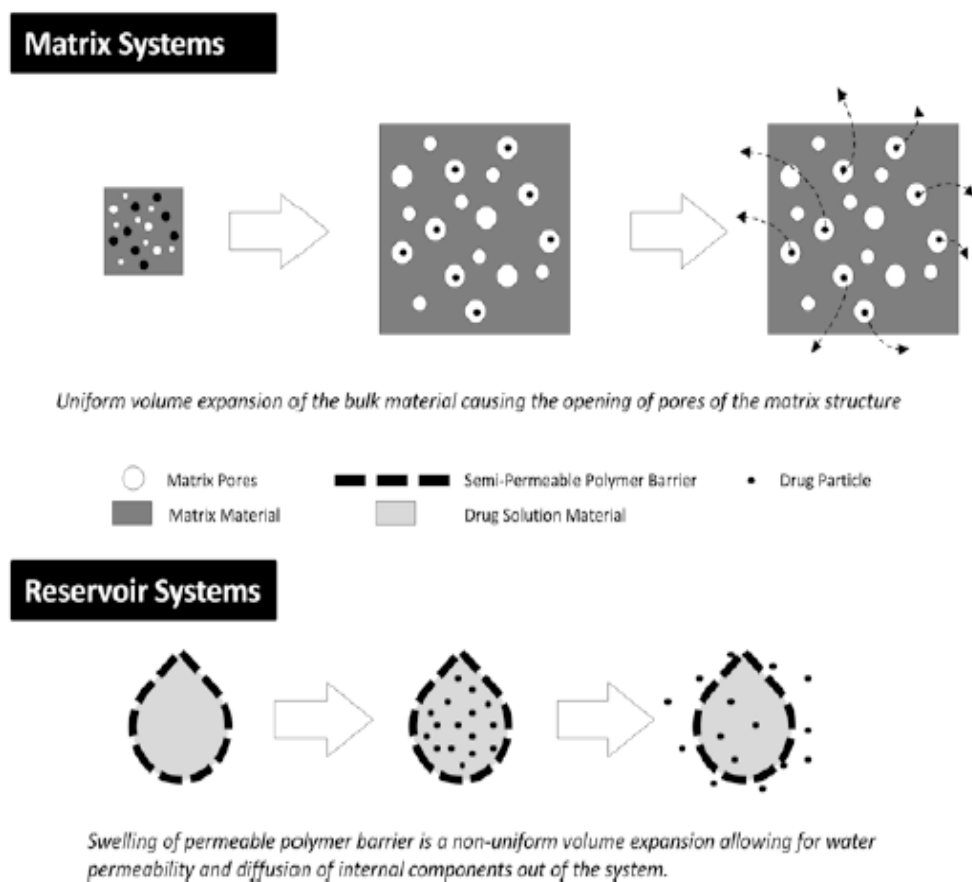 Matrix Systems
Uniform volume expansion of the bulk material causing the opening of pores of the matrix structure
Matrix Pores
Semi-Permeable Polymer Barrier
Drug Particle
Matrix Material
Drug Solution Material
Reservoir Systems
Swelling of permeable polymer barrier is a non-uniform volume expansion allowing for water
permeability and diffusion of internal components out of the system.